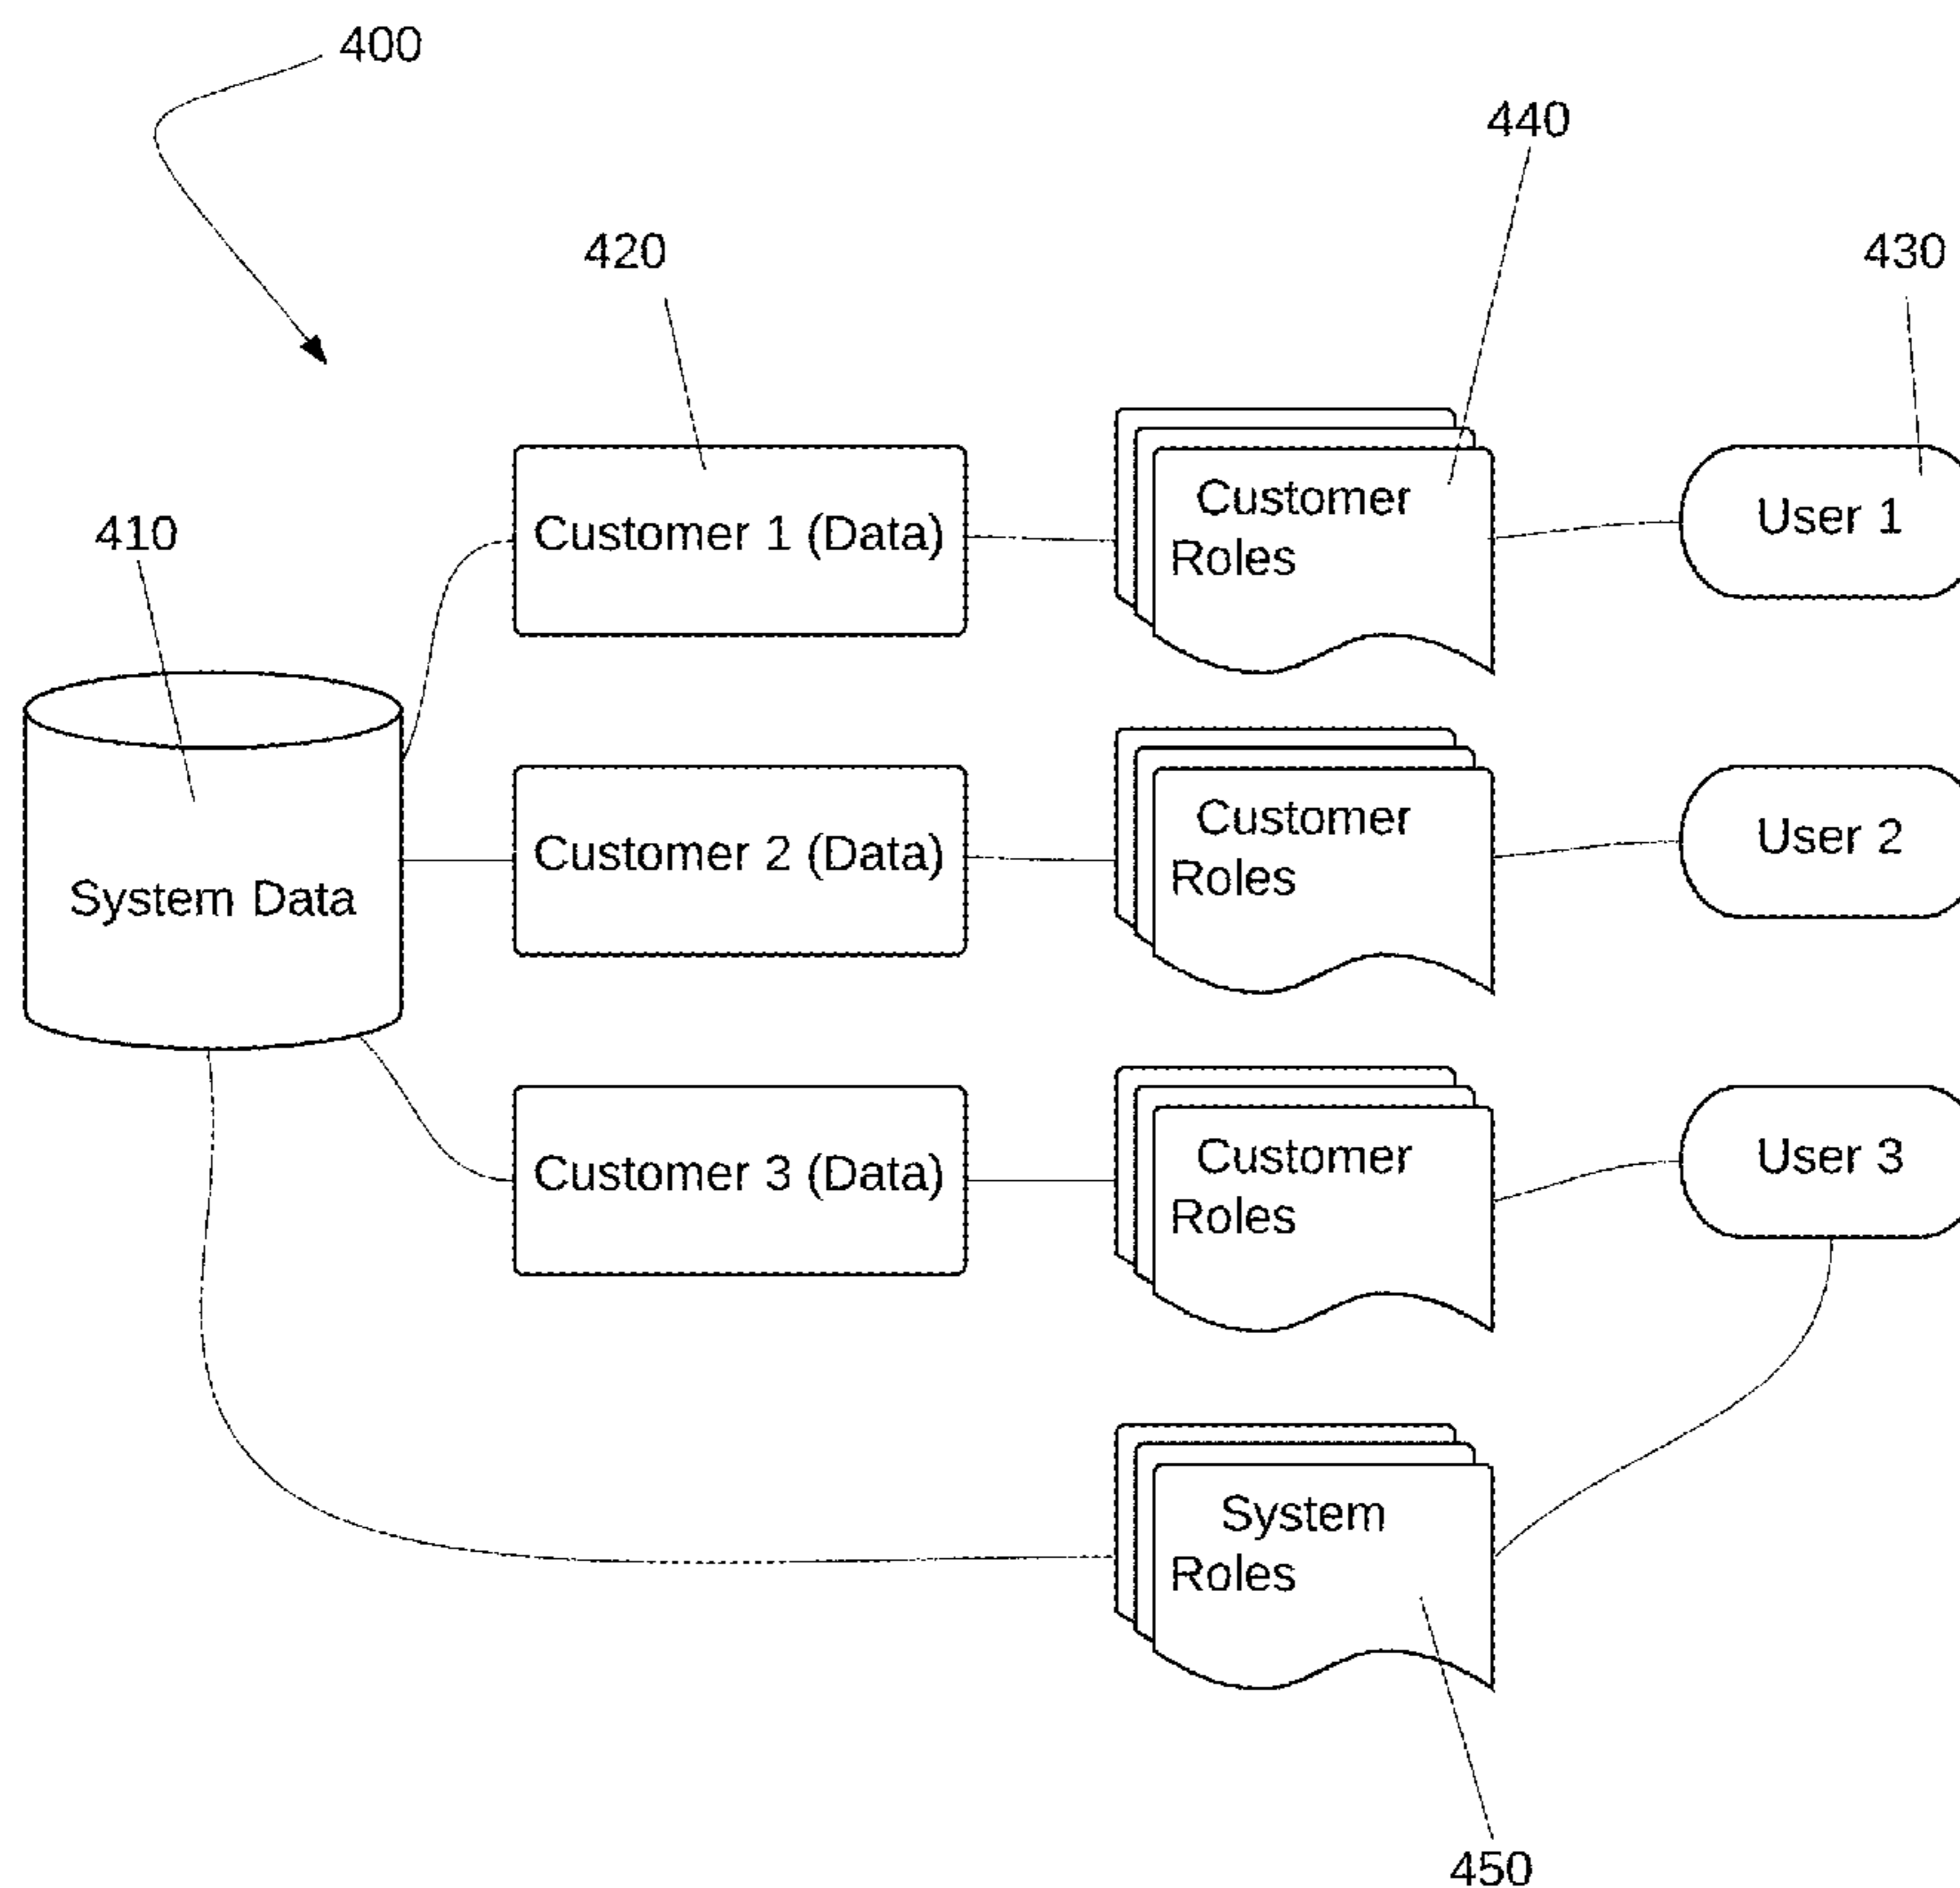 400
440
420
430
410
Customer 1 (Data)
Customer
Roles
User 1
System Data
Customer 2 (Data)
Customer
Roles
User 2
Customer 3 (Data)
Customer
Roles
User 3
System
Roles
450